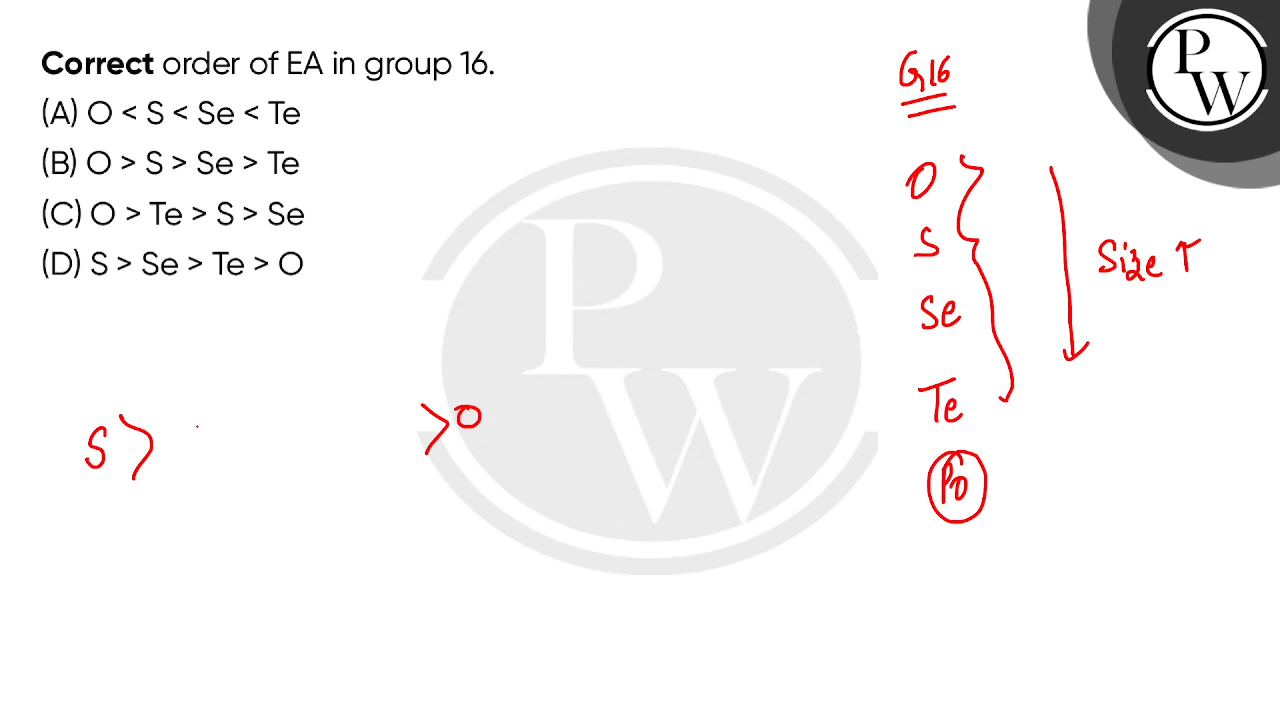 Correct order of EA in group 16.
(A) O < S < Se < Te
(B) O > S > Se > Te
(C) O > Te > S > Se
(D) S > Se > Te > O
S > > O
G16
O
S
Se
Te
Po
Size ↑
PW
PW